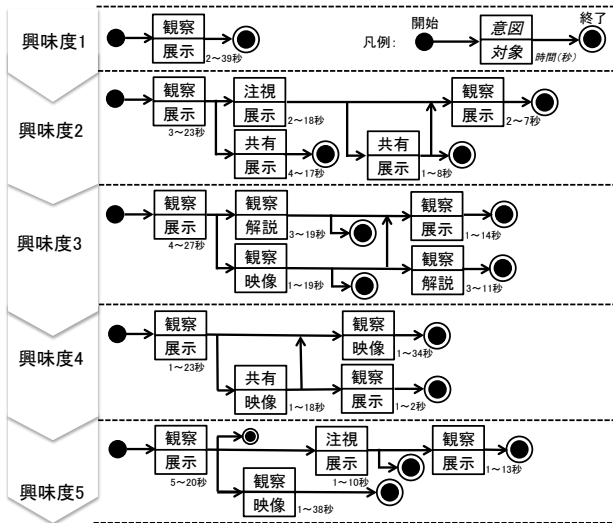 興味度1
観察
展示
2～39秒
凡例：
開始
意図
対象
時間(秒)
終了
興味度2
観察
展示
3～23秒
注視
展示
2～18秒
共有
展示
4～17秒
共有
展示
1～8秒
観察
展示
2～7秒
興味度3
観察
展示
4～27秒
観察
解説
3～19秒
観察
映像
1～19秒
観察
展示
1～14秒
観察
解説
3～11秒
興味度4
観察
展示
1～23秒
共有
映像
1～18秒
観察
映像
1～34秒
観察
展示
1～2秒
興味度5
観察
展示
5～20秒
観察
映像
1～38秒
注視
展示
1～10秒
観察
展示
1～13秒